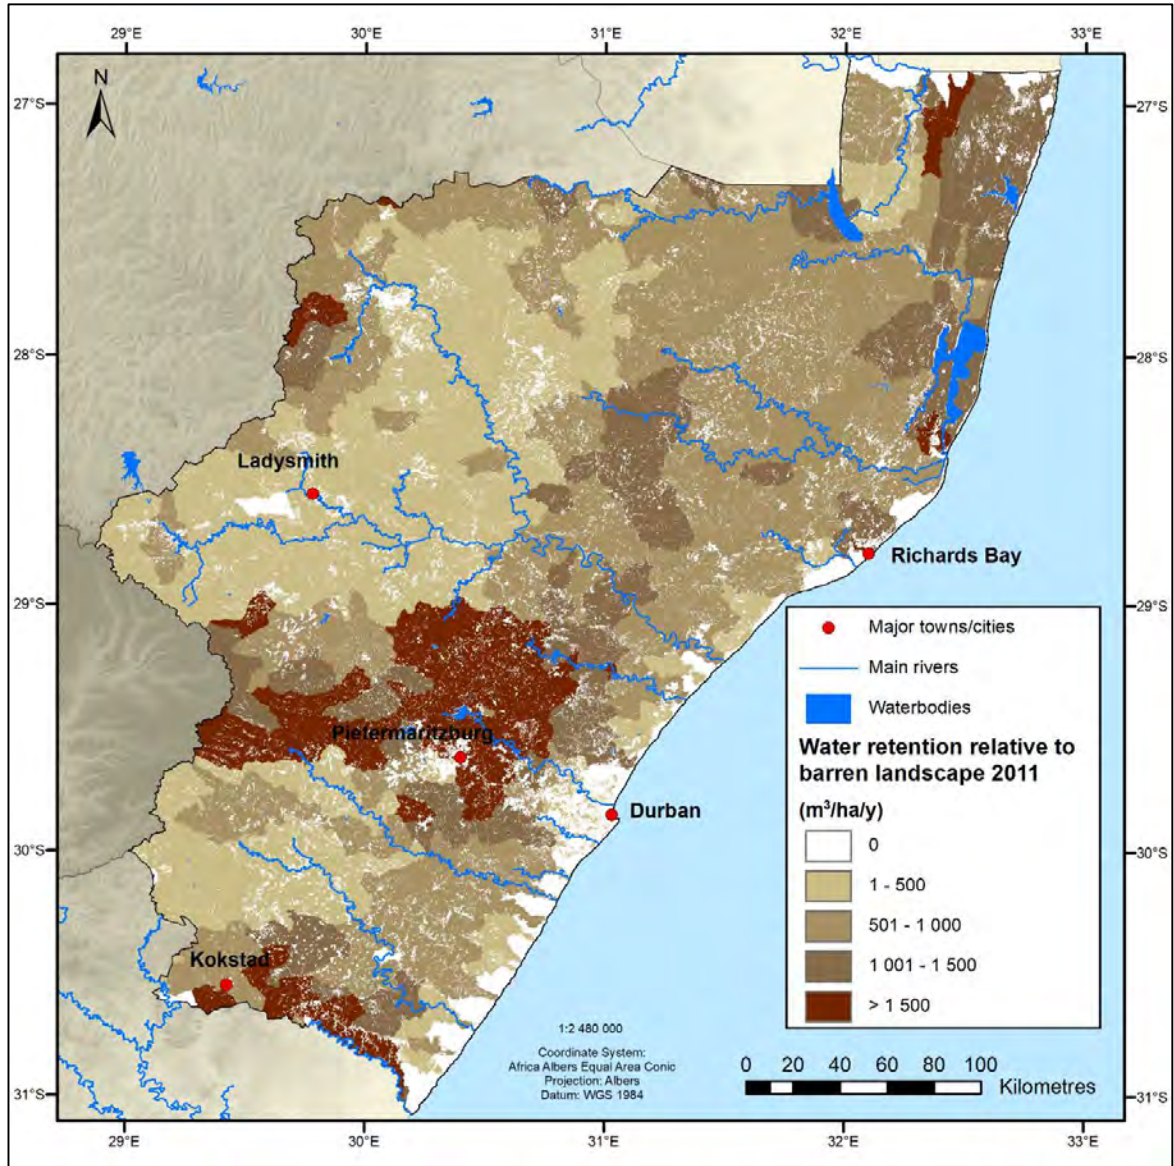 29°E 30°E 31°E 32°E 33°E
N
27°S 27°S
28°S 28°S
Ladysmith
Richards Bay
29°S 29°S
Major towns/cities
Main rivers
Waterbodies
Water retention relative to
barren landscape 2011
(m³/ha/y)
0
1 - 500
501 - 1 000
1 001 - 1 500
> 1 500
Pietermaritzburg
Durban
30°S 30°S
Kokstad
1:2 480 000
Coordinate System:
Africa Albers Equal Area Conic
Projection: Albers
Datum: WGS 1984
0 20 40 60 80 100
Kilometres
31°S 31°S
29°E 30°E 31°E 32°E 33°E